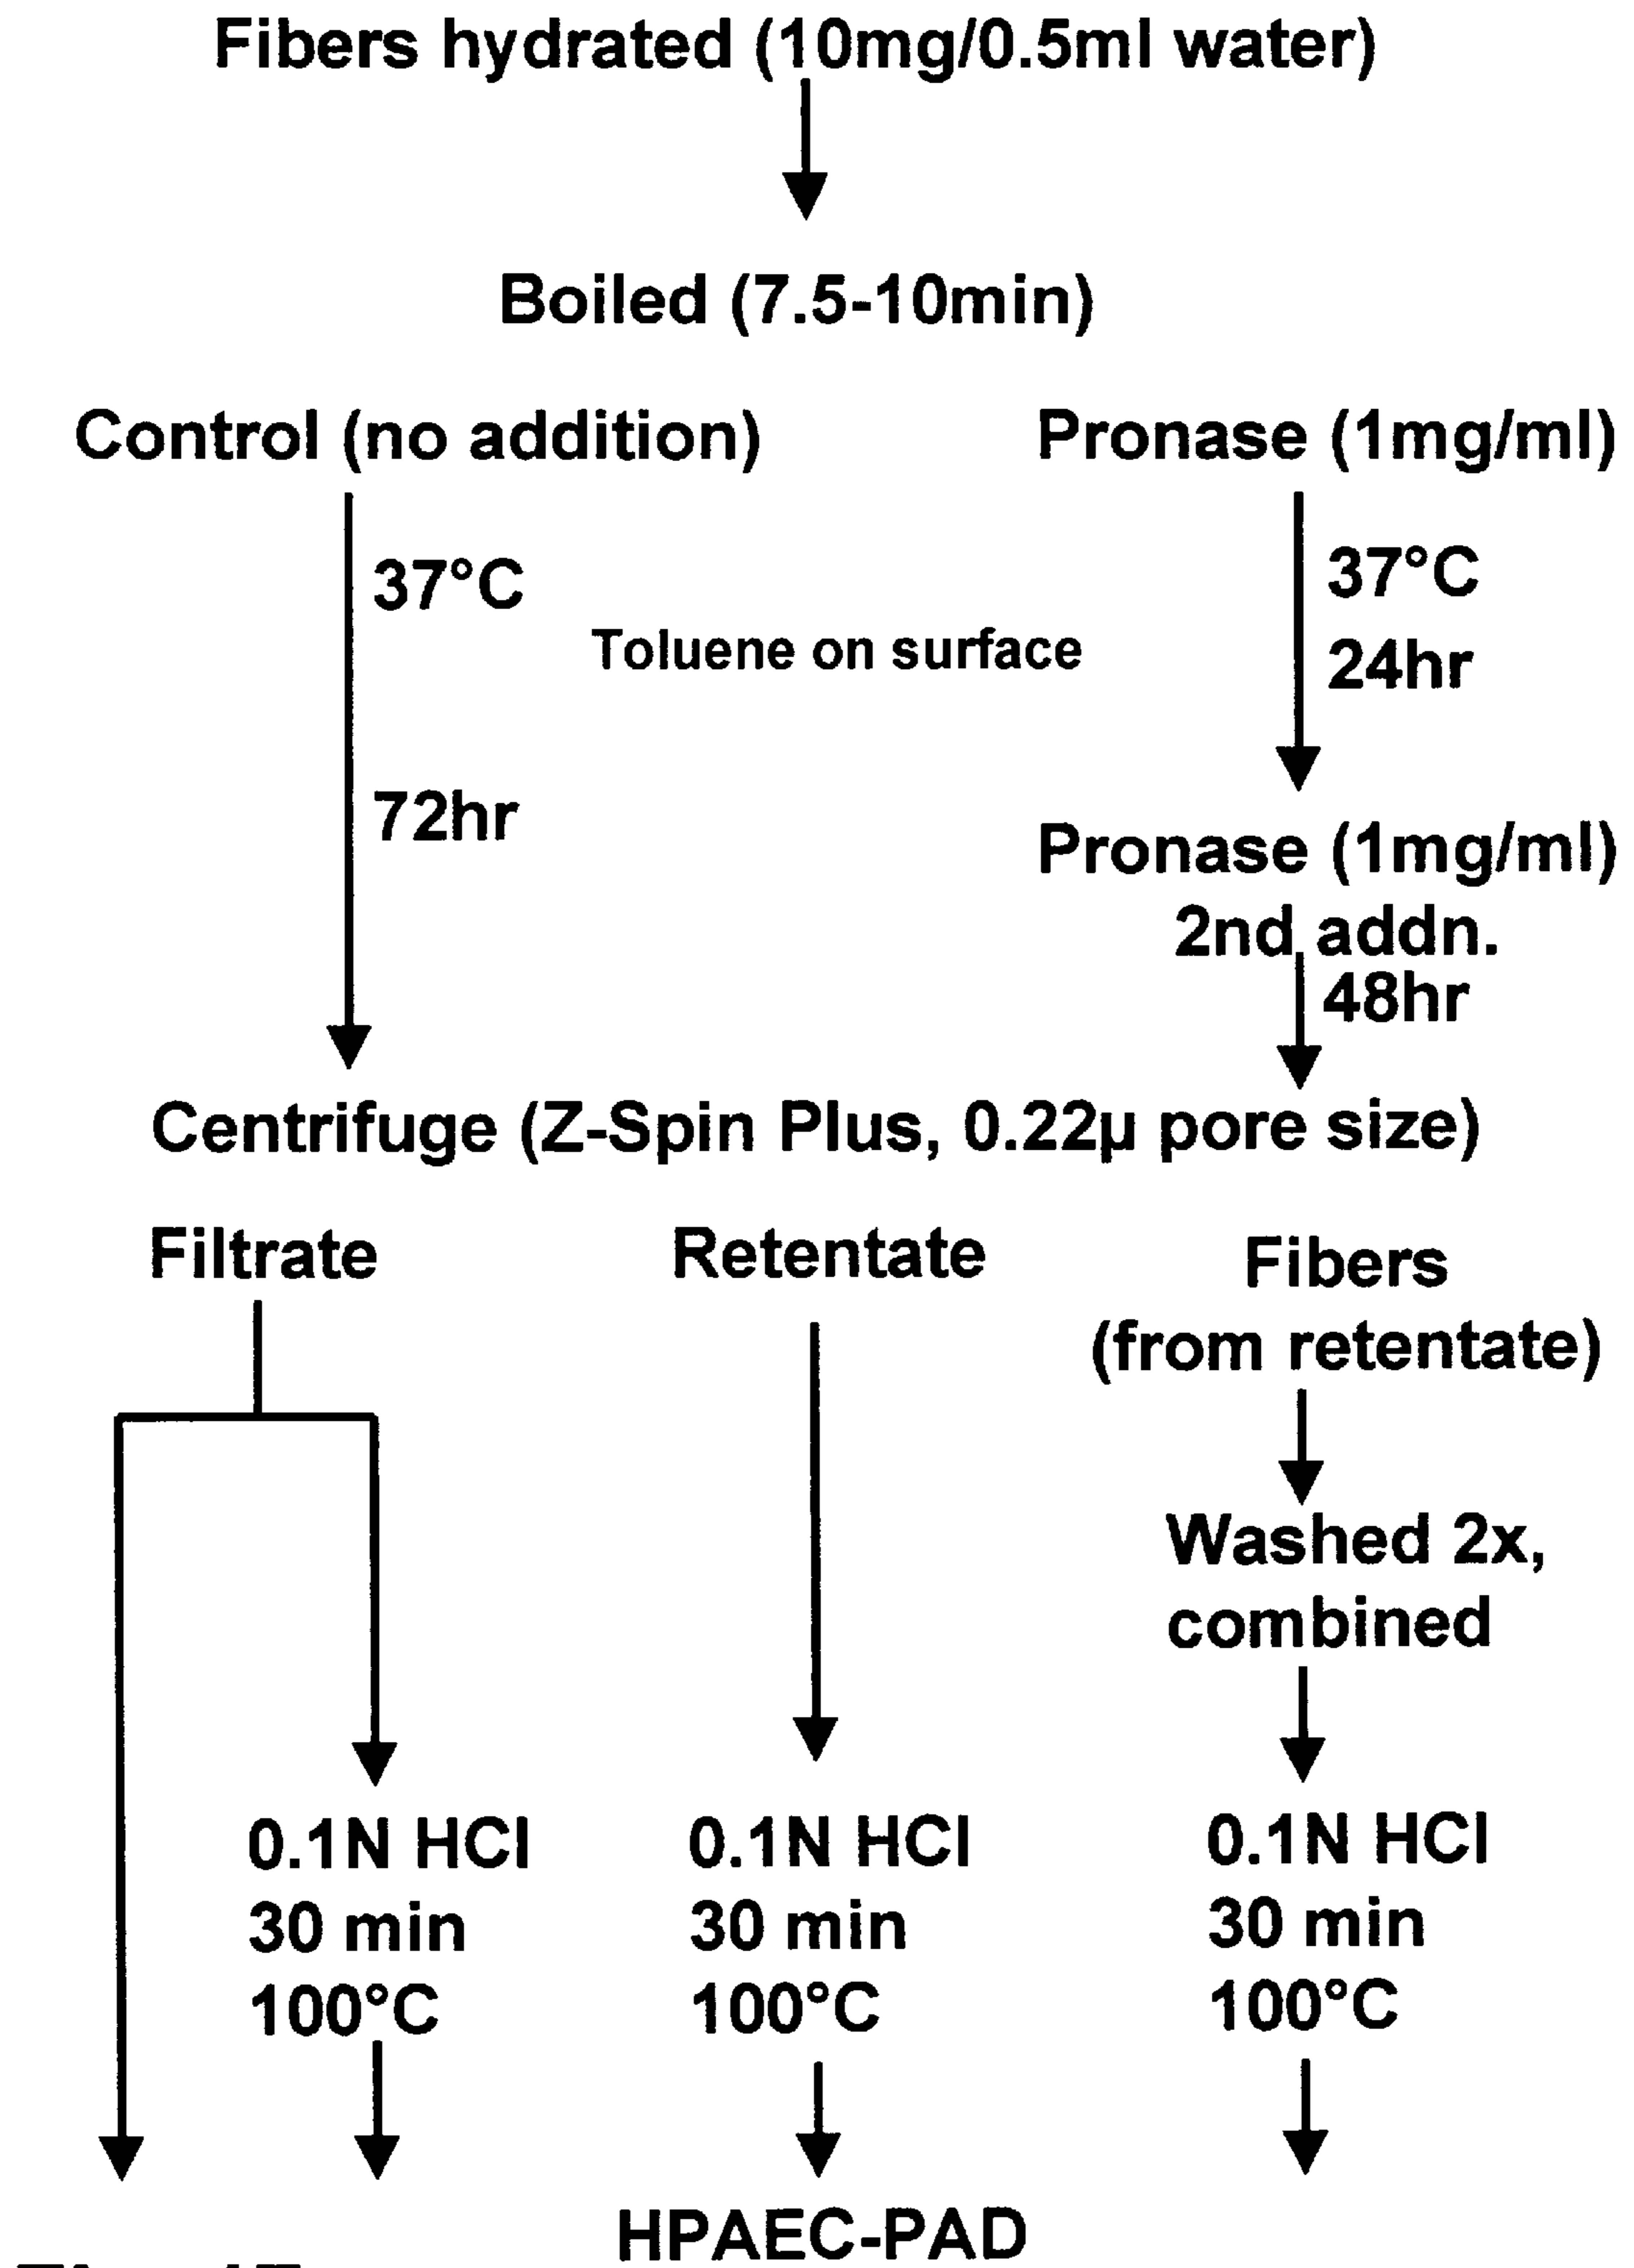 Fibers hydrated (10mg/0.5ml water)
Boiled (7.5-10min)
Control (no addition)
Pronase (1mg/ml)
37°C
37°C
Toluene on surface
24hr
72hr
Pronase (1mg/ml)
2nd addn.
48hr
Centrifuge (Z-Spin Plus, 0.22µ pore size)
Filtrate
Retentate
Fibers
(from retentate)
Washed 2x,
combined
0.1N HCl
30 min
100°C
0.1N HCl
30 min
100°C
0.1N HCl
30 min
100°C
HPAEC-PAD